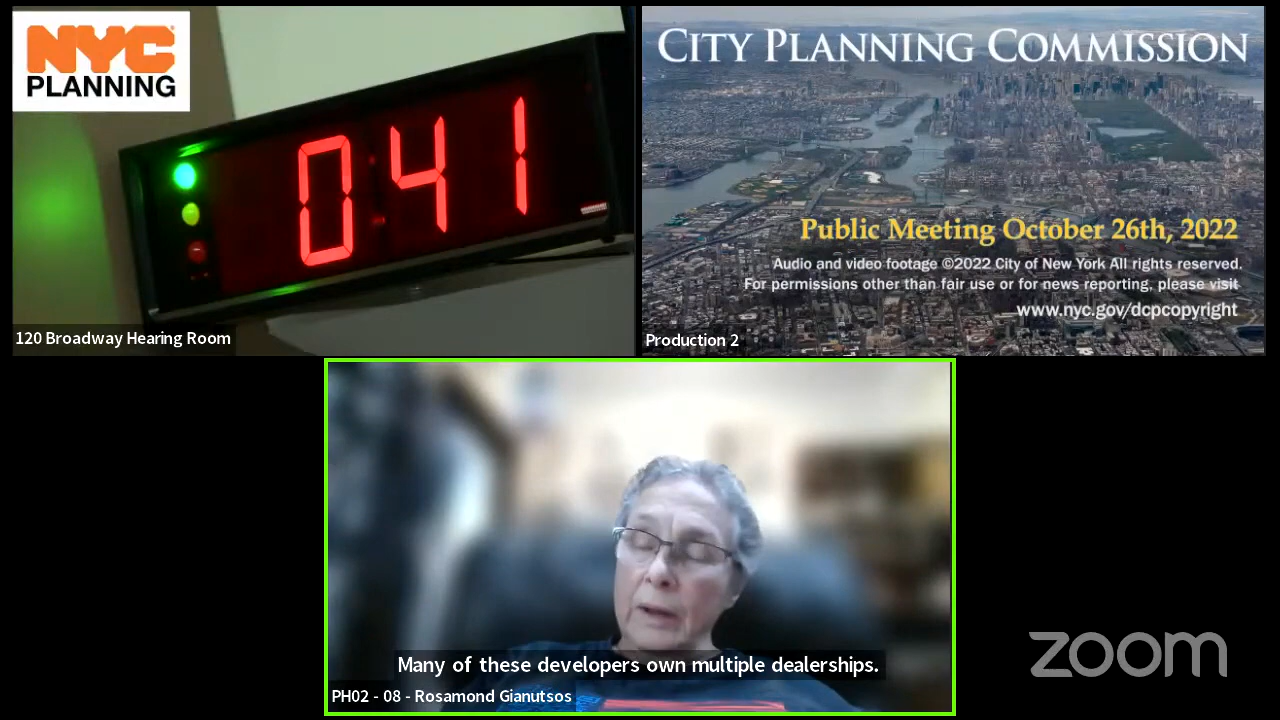 NYC
PLANNING
0:41
120 Broadway Hearing Room
CITY PLANNING COMMISSION
Public Meeting October 26th, 2022
Audio and video footage ©2022 City of New York All rights reserved.
For permissions other than fair use or for news reporting, please visit
www.nyc.gov/dcpcopyright
Production 2
Many of these developers own multiple dealerships.
PH02 - 08 - Rosamond Gianutsos
zoom